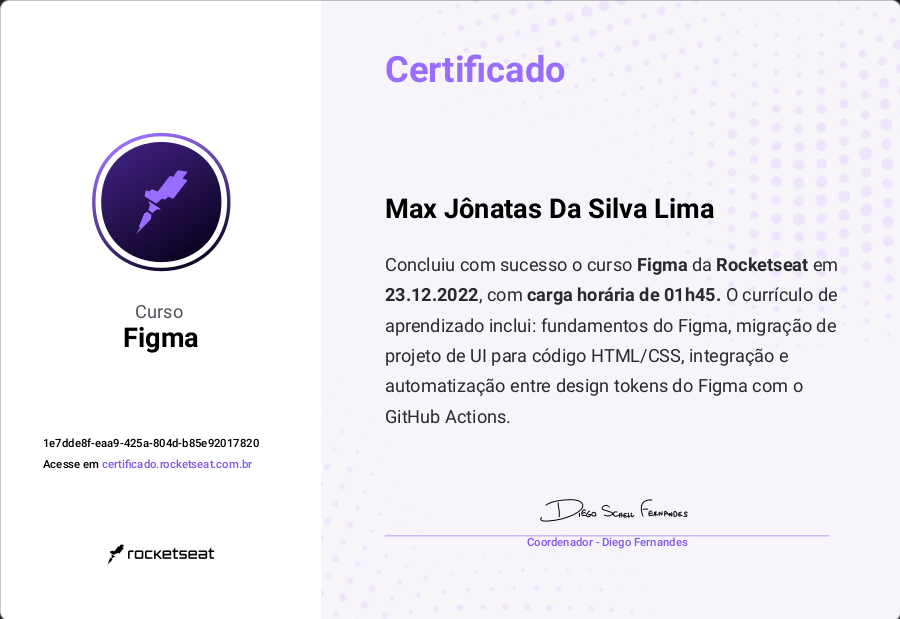 Certificado
Max Jônatas Da Silva Lima
Concluiu com sucesso o curso Figma da Rocketseat em
23.12.2022, com carga horária de 01h45. O currículo de
aprendizado inclui: fundamentos do Figma, migração de
projeto de UI para código HTML/CSS, integração e
automatização entre design tokens do Figma com o
GitHub Actions.
Diego Schell Fernandes
Coordenador - Diego Fernandes
Curso
Figma
1e7dde8f-eaa9-425a-804d-b85e92017820
Acesse em certificado.rocketseat.com.br
rocketseat